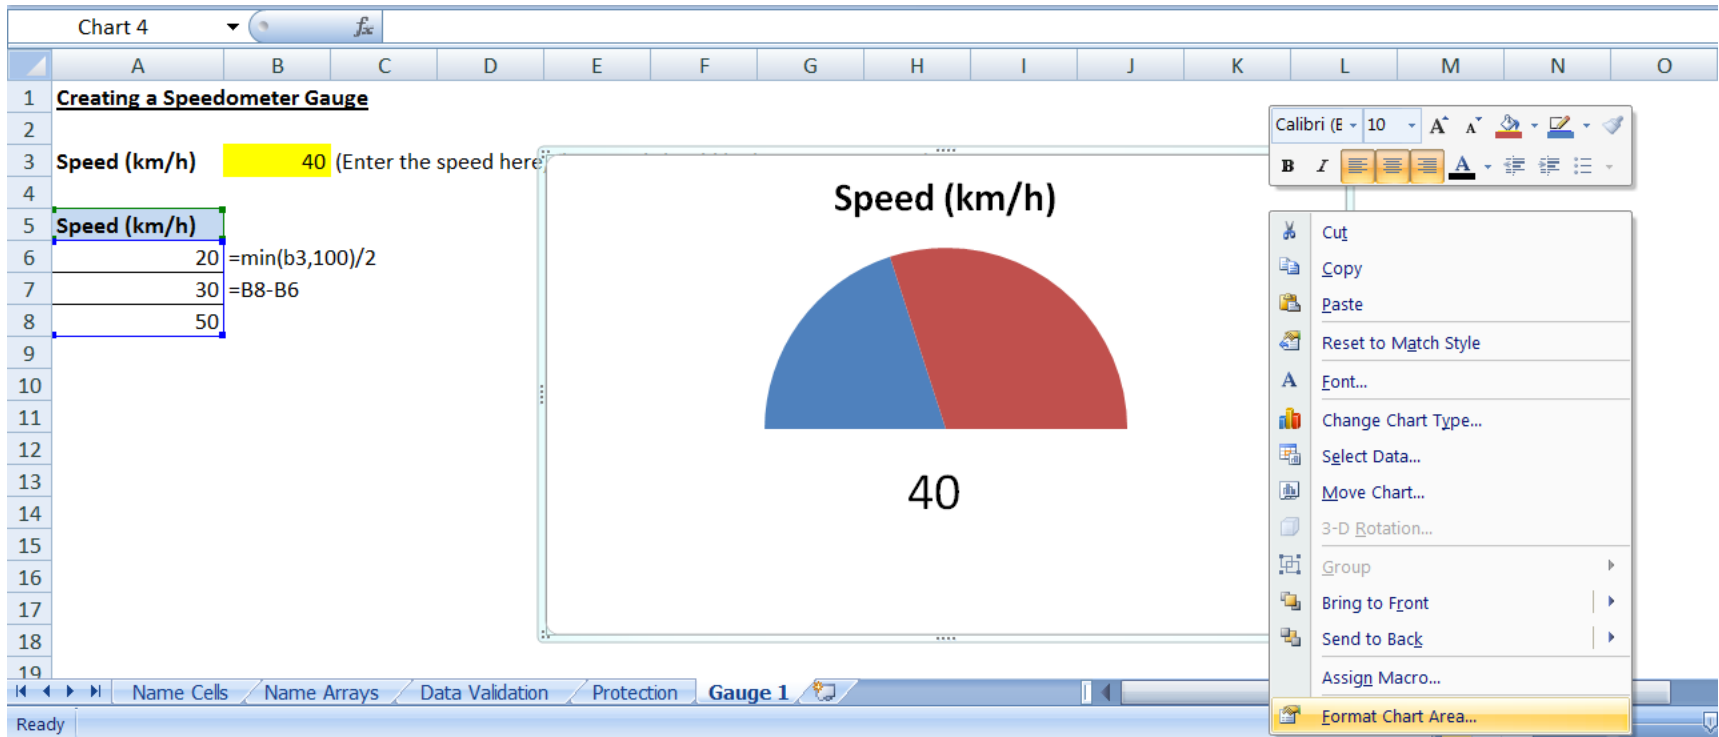 Chart 4
fx
A B C D E F G H I J K L M N O
1 Creating a Speedometer Gauge
2
3 Speed (km/h) 40 (Enter the speed here
4
5 Speed (km/h)
6 20 =min(b3,100)/2
7 30 =B8-B6
8 50
9
10
11
12
13
14
15
16
17
18
19
Speed (km/h)
40
Calibri (E 10 A A
B I A
Cut
Copy
Paste
Reset to Match Style
A Font...
Change Chart Type...
Select Data...
Move Chart...
3-D Rotation...
Group
Bring to Front
Send to Back
Assign Macro...
Format Chart Area...
Name Cells Name Arrays Data Validation Protection Gauge 1
Ready